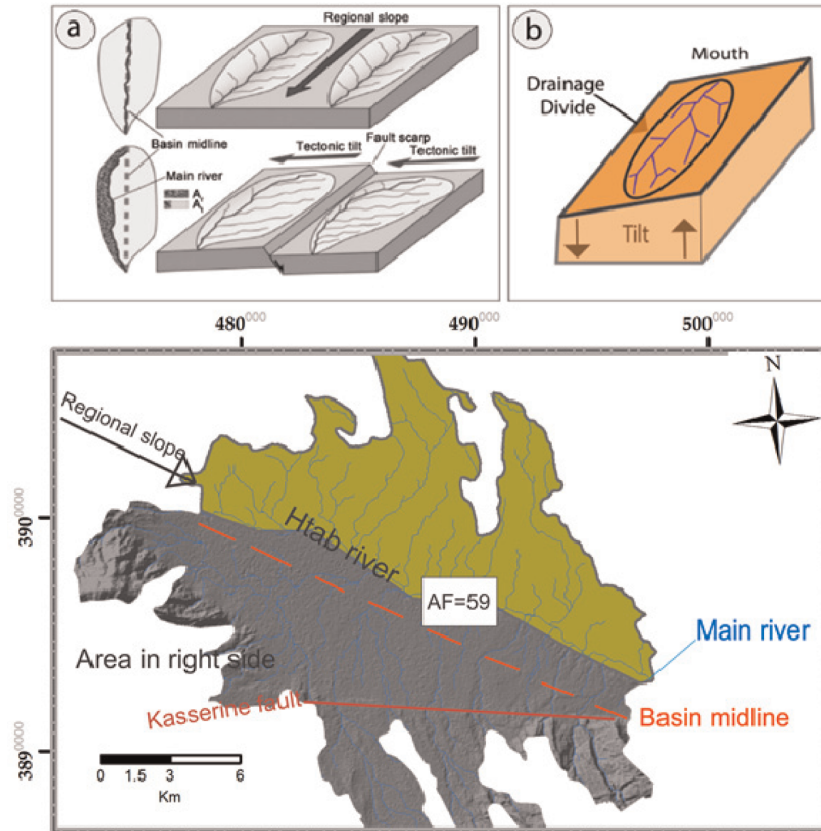 a
Regional slope
Basin midline
Main river
Fault scarp
Tectonic tilt
Tectonic tilt
b
Mouth
Drainage
Divide
Tilt
480⁰⁰⁰
490⁰⁰⁰
500⁰⁰⁰
N
Regional slope
390
Htab river
AF=59
Main river
Area in right side
Kasserine fault
Basin midline
389
0 1.5 3 6
Km